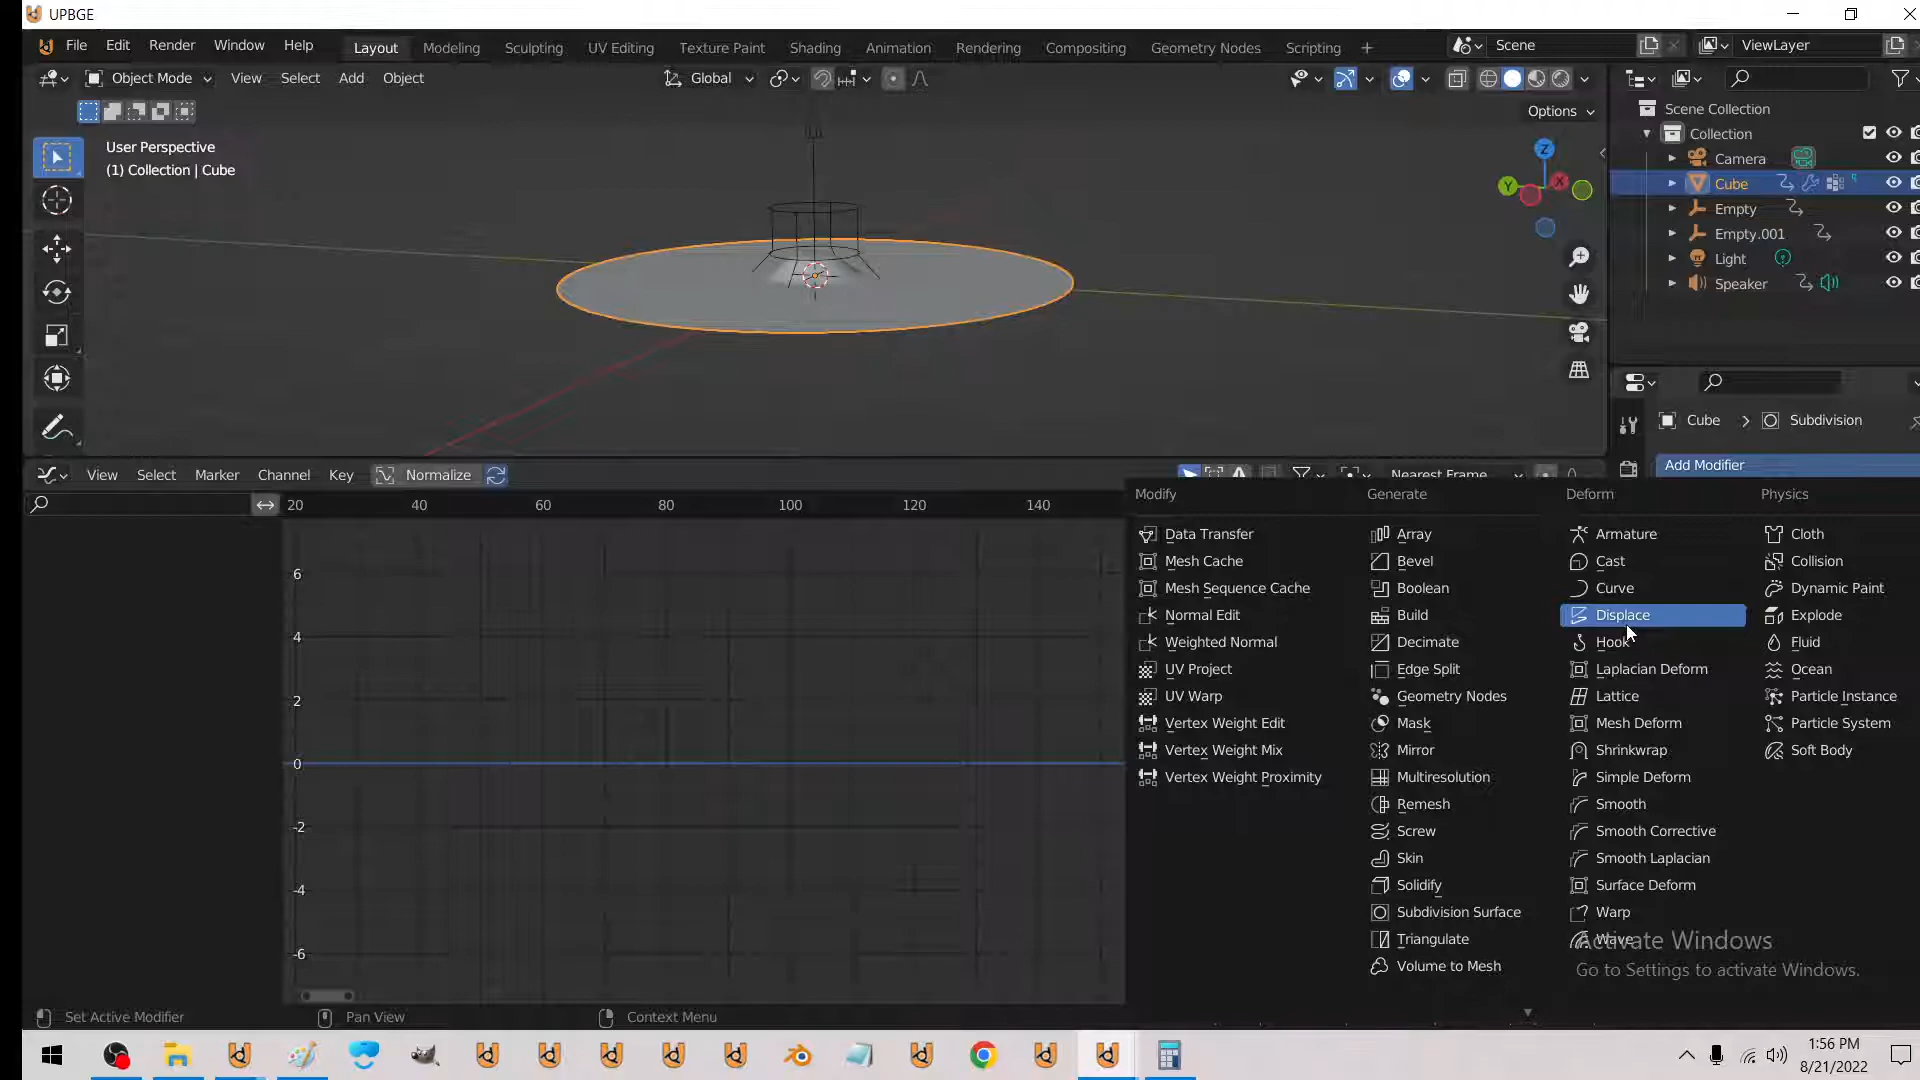 UPBGE
File Edit Render Window Help Layout Modeling Sculpting UV Editing Texture Paint Shading Animation Rendering Compositing Geometry Nodes Scripting + Scene ViewLayer
Object Mode View Select Add Object Global
Options
User Perspective
(1) Collection | Cube
Z
Y X
Scene Collection
Collection
Camera
Cube
Empty
Empty.001
Light
Speaker
Cube > Subdivision
Add Modifier
View Select Marker Channel Key Normalize Nearest Frame
20 40 60 80 100 120 140
6
4
2
0
-2
-4
-6
Modify
Data Transfer
Mesh Cache
Mesh Sequence Cache
Normal Edit
Weighted Normal
UV Project
UV Warp
Vertex Weight Edit
Vertex Weight Mix
Vertex Weight Proximity
Generate
Array
Bevel
Boolean
Build
Decimate
Edge Split
Geometry Nodes
Mask
Mirror
Multiresolution
Remesh
Screw
Skin
Solidify
Subdivision Surface
Triangulate
Volume to Mesh
Deform
Armature
Cast
Curve
Displace
Hook
Laplacian Deform
Lattice
Mesh Deform
Shrinkwrap
Simple Deform
Smooth
Smooth Corrective
Smooth Laplacian
Surface Deform
Warp
Wave
Physics
Cloth
Collision
Dynamic Paint
Explode
Fluid
Ocean
Particle Instance
Particle System
Soft Body
Activate Windows
Go to Settings to activate Windows.
Set Active Modifier Pan View Context Menu
1:56 PM
8/21/2022